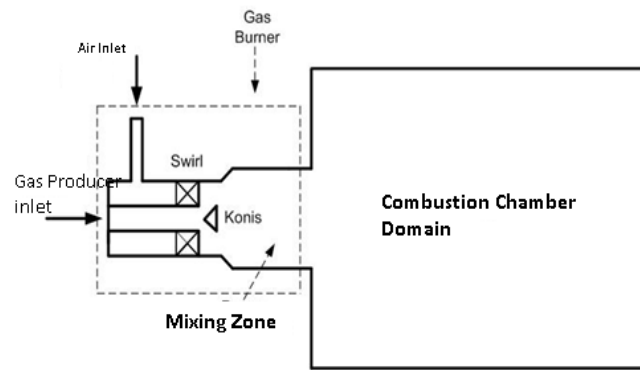 Gas
Burner
Air Inlet
Swirl
Gas Producer
inlet
Konis
Combustion Chamber
Domain
Mixing Zone